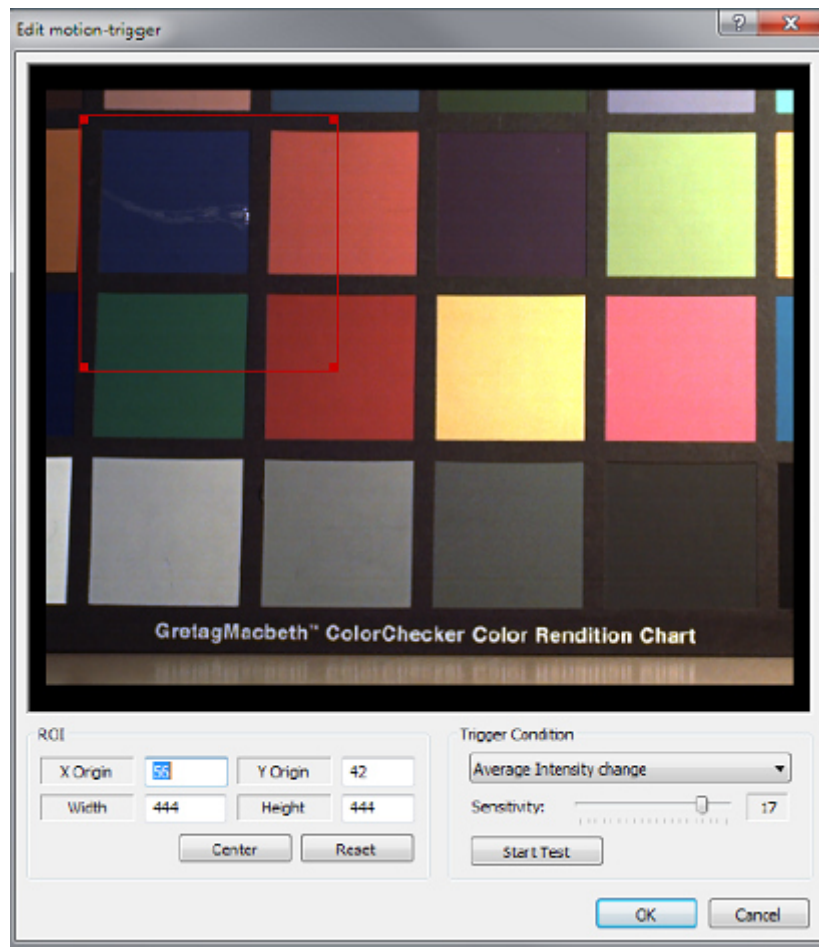 Edit motion-trigger
GretagMacbeth™ ColorChecker Color Rendition Chart
ROI
X Origin 56 Y Origin 42
Width 444 Height 444
Center Reset
Trigger Condition
Average Intensity change
Sensitivity: 17
Start Test
OK Cancel